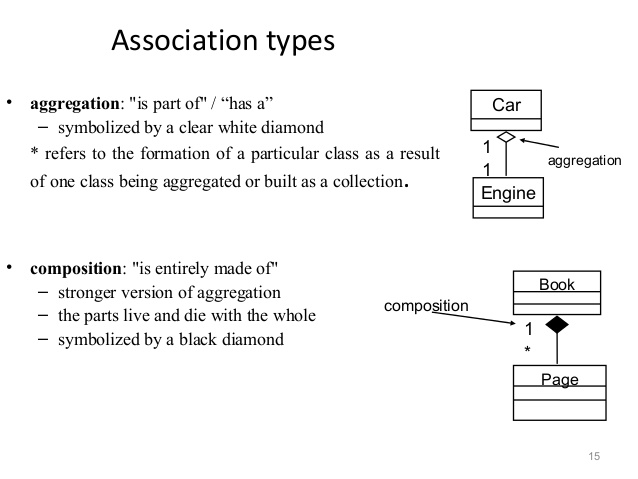 Association types
• aggregation: "is part of" / “has a”
– symbolized by a clear white diamond
* refers to the formation of a particular class as a result
of one class being aggregated or built as a collection.
Car
1
aggregation
1
Engine
• composition: "is entirely made of"
– stronger version of aggregation
– the parts live and die with the whole
– symbolized by a black diamond
Book
composition
1
*
Page
15